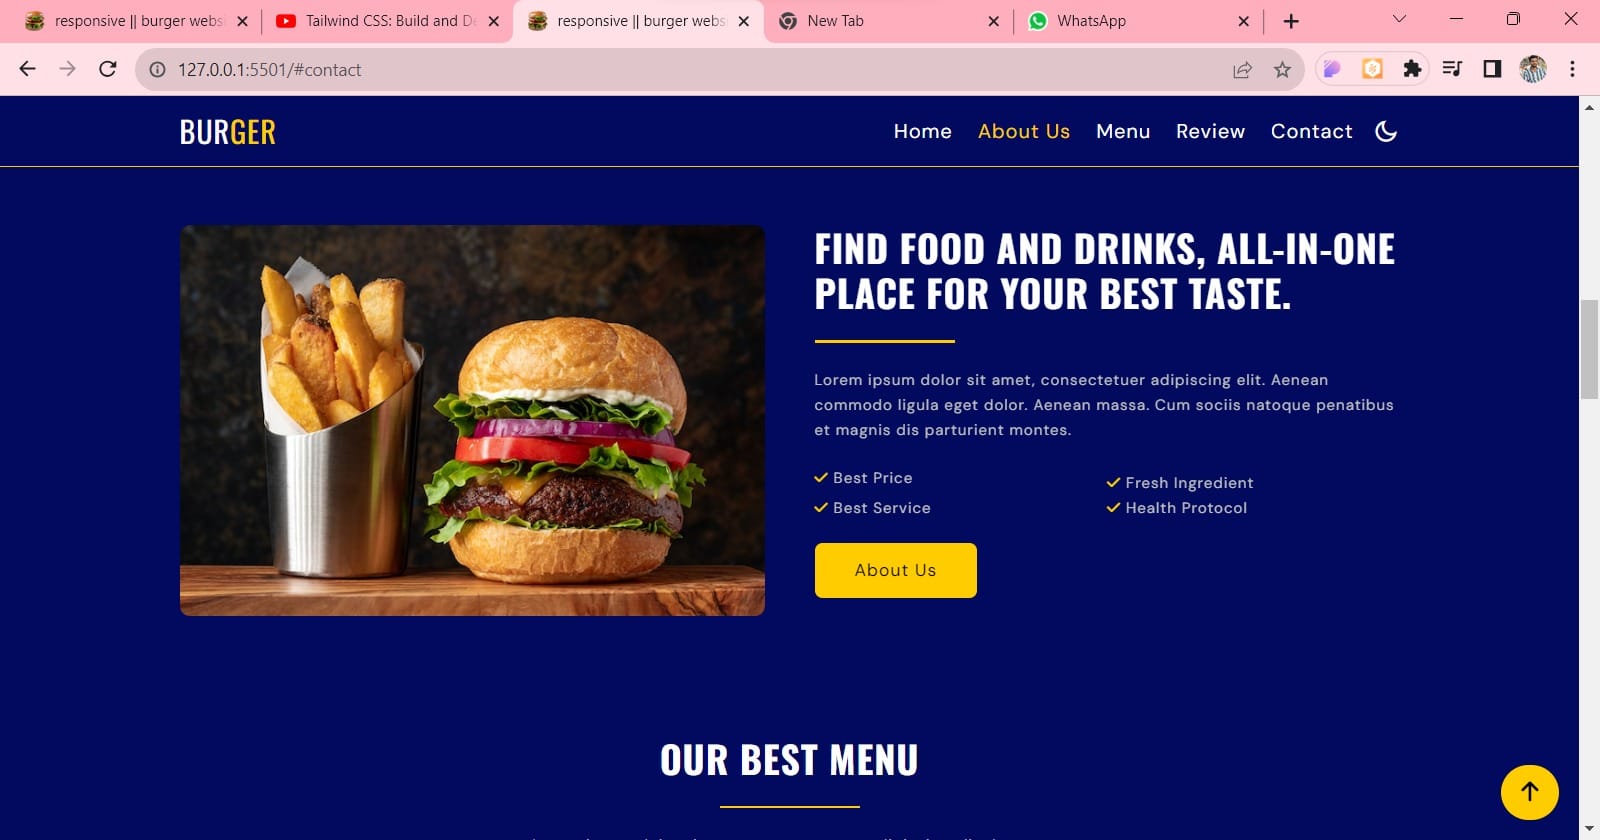 responsive || burger webs
Tailwind CSS: Build and De
responsive || burger webs
New Tab
WhatsApp
127.0.0.1:5501/#contact
BURGER
Home About Us Menu Review Contact
FIND FOOD AND DRINKS, ALL-IN-ONE
PLACE FOR YOUR BEST TASTE.
Lorem ipsum dolor sit amet, consectetuer adipiscing elit. Aenean
commodo ligula eget dolor. Aenean massa. Cum sociis natoque penatibus
et magnis dis parturient montes.
Best Price
Fresh Ingredient
Best Service
Health Protocol
About Us
OUR BEST MENU